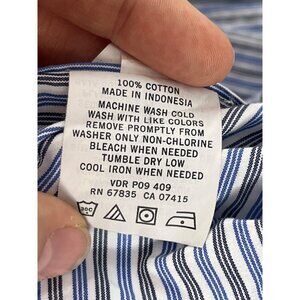 100% COTTON
MADE IN INDONESIA
MACHINE WASH COLD
WASH WITH LIKE COLORS
REMOVE PROMPTLY FROM
WASHER ONLY NON-CHLORINE
BLEACH WHEN NEEDED
TUMBLE DRY LOW
COOL IRON WHEN NEEDED
VDR P09 409
RN 67835 CA 07415